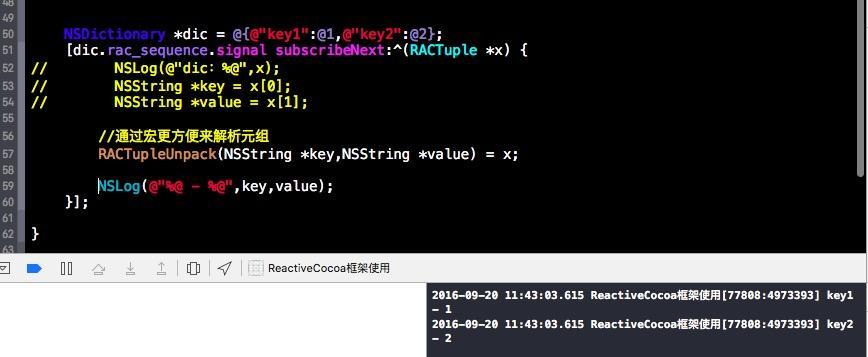 48
49
50 NSDictionary *dic = @{@"key1":@1,@"key2":@2};
51 [dic.rac_sequence.signal subscribeNext:^(RACTuple *x) {
52 // NSLog(@"dic: %@",x);
53 // NSString *key = x[0];
54 // NSString *value = x[1];
55
56 //通过宏更方便来解析元组
57 RACTupleUnpack(NSString *key,NSString *value) = x;
58
59 NSLog(@"%@ - %@",key,value);
60 }];
61
62 }
63
ReactiveCocoa框架使用
2016-09-20 11:43:03.615 ReactiveCocoa框架使用[77808:4973393] key1
- 1
2016-09-20 11:43:03.615 ReactiveCocoa框架使用[77808:4973393] key2
- 2